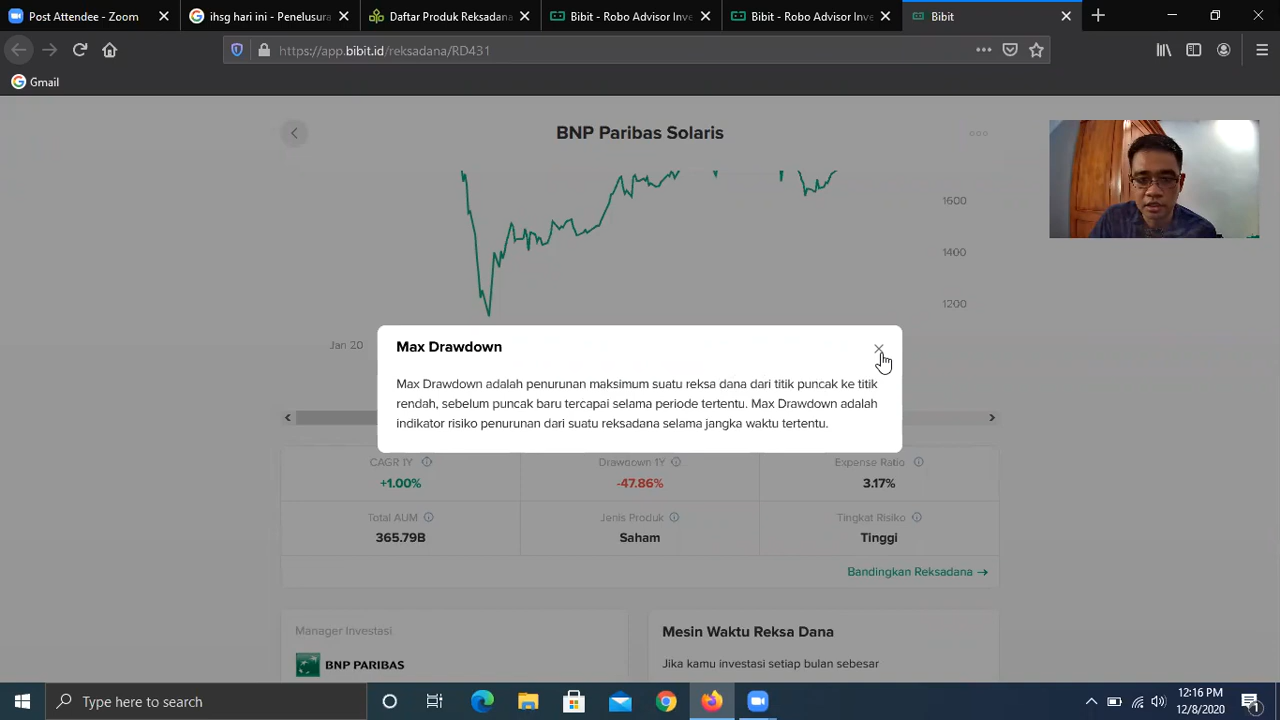 Post Attendee - Zoom
ihsg hari ini - Penelusura
Daftar Produk Reksadana
Bibit - Robo Advisor Inve
Bibit - Robo Advisor Inve
Bibit
https://app.bibit.id/reksadana/RD431
Gmail
BNP Paribas Solaris
1600
1400
1200
Jan 20
Max Drawdown
Max Drawdown adalah penurunan maksimum suatu reksa dana dari titik puncak ke titik
rendah, sebelum puncak baru tercapai selama periode tertentu. Max Drawdown adalah
indikator risiko penurunan dari suatu reksadana selama jangka waktu tertentu.
CAGR 1Y
Drawdown 1Y
Expense Ratio
+1.00%
-47.86%
3.17%
Total AUM
Jenis Produk
Tingkat Risiko
365.79B
Saham
Tinggi
Bandingkan Reksadana →
Manager Investasi
BNP PARIBAS
Mesin Waktu Reksa Dana
Jika kamu investasi setiap bulan sebesar
Type here to search
12:16 PM
12/8/2020
1